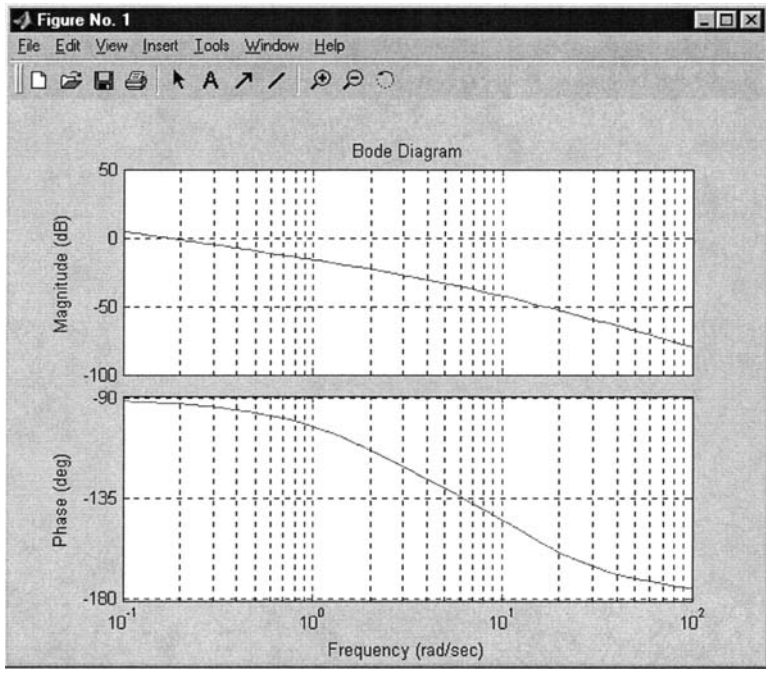 Figure No. 1
File Edit View Insert Tools Window Help
A
Bode Diagram
Magnitude (dB)
50
0
-50
-100
Phase (deg)
-90
-135
-180
10^-1 10^0 10^1 10^2
Frequency (rad/sec)